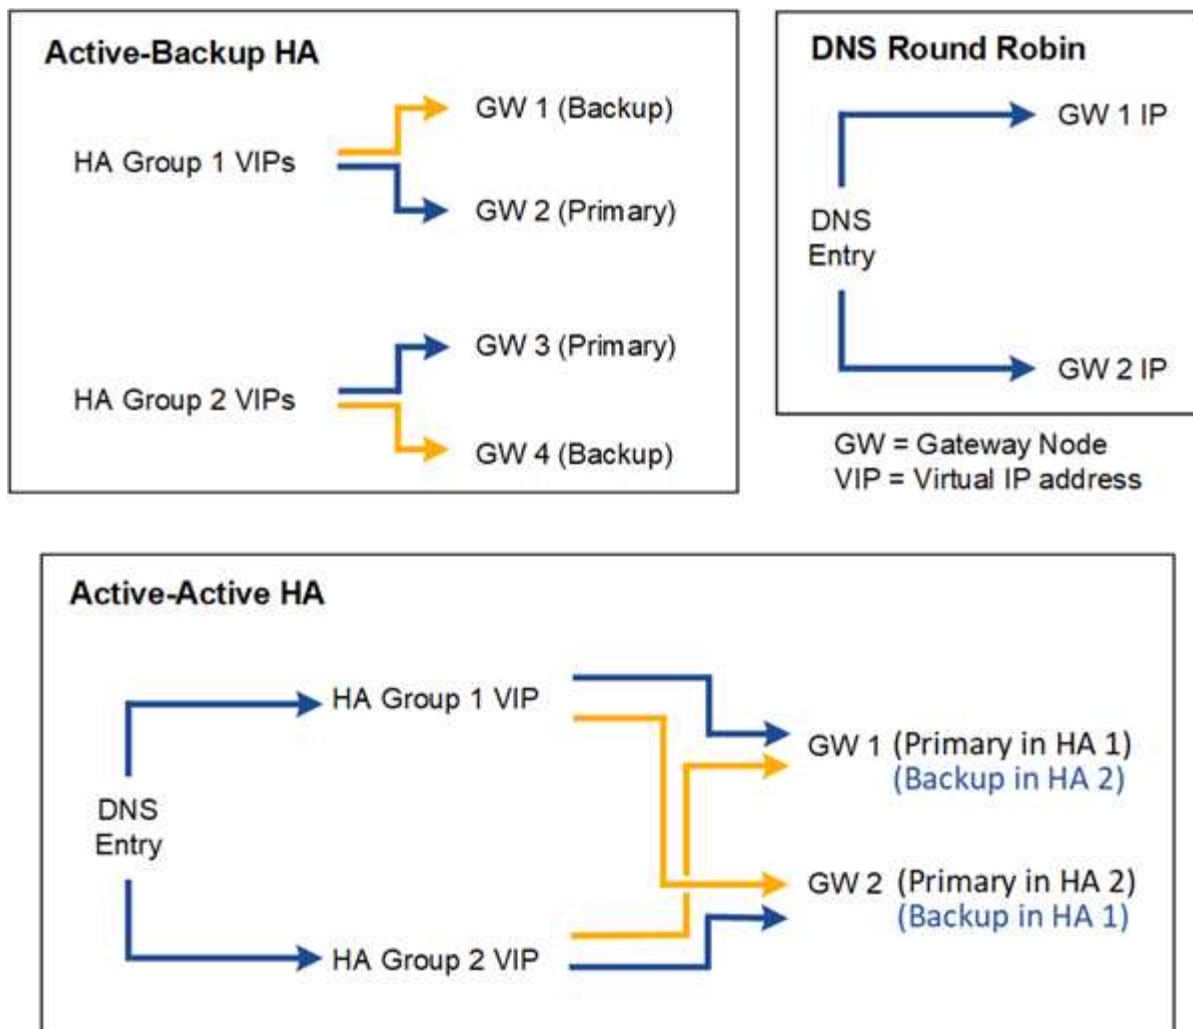 Active-Backup HA
HA Group 1 VIPs
GW 1 (Backup)
GW 2 (Primary)
HA Group 2 VIPs
GW 3 (Primary)
GW 4 (Backup)
DNS Round Robin
GW 1 IP
DNS
Entry
GW 2 IP
GW = Gateway Node
VIP = Virtual IP address
Active-Active HA
DNS
Entry
HA Group 1 VIP
HA Group 2 VIP
GW 1 (Primary in HA 1)
(Backup in HA 2)
GW 2 (Primary in HA 2)
(Backup in HA 1)